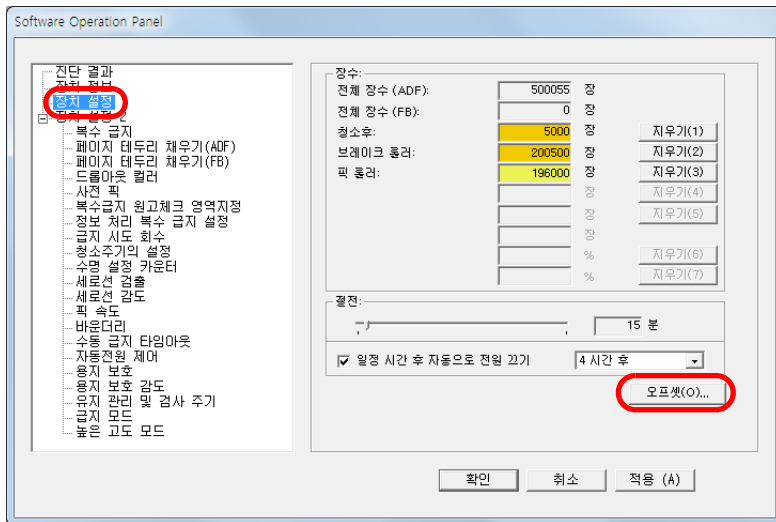 Software Operation Panel
진단 결과
장치 정보
장치 설정
장치 설정 2
복수 급지
페이지 테두리 채우기(ADF)
페이지 테두리 채우기(FB)
드롭아웃 컬러
사전 픽
복수급지 원고체크 영역지정
정보 처리 복수 급지 설정
급지 시도 회수
청소주기의 설정
수명 설정 카운터
세로선 검출
세로선 감도
픽 속도
바운더리
수동 급지 타임아웃
자동전원 제어
용지 보호
용지 보호 감도
유지 관리 및 검사 주기
급지 모드
높은 고도 모드
장수:
전체 장수 (ADF): 500055 장
전체 장수 (FB): 0 장
청소후: 5000 장 지우기(1)
브레이크 롤러: 200500 장 지우기(2)
픽 롤러: 196000 장 지우기(3)
장 지우기(4)
장 지우기(5)
장
% 지우기(6)
% 지우기(7)
절전:
15 분
일정 시간 후 자동으로 전원 끄기 4 시간 후
오프셋(O)...
확인 취소 적용 (A)